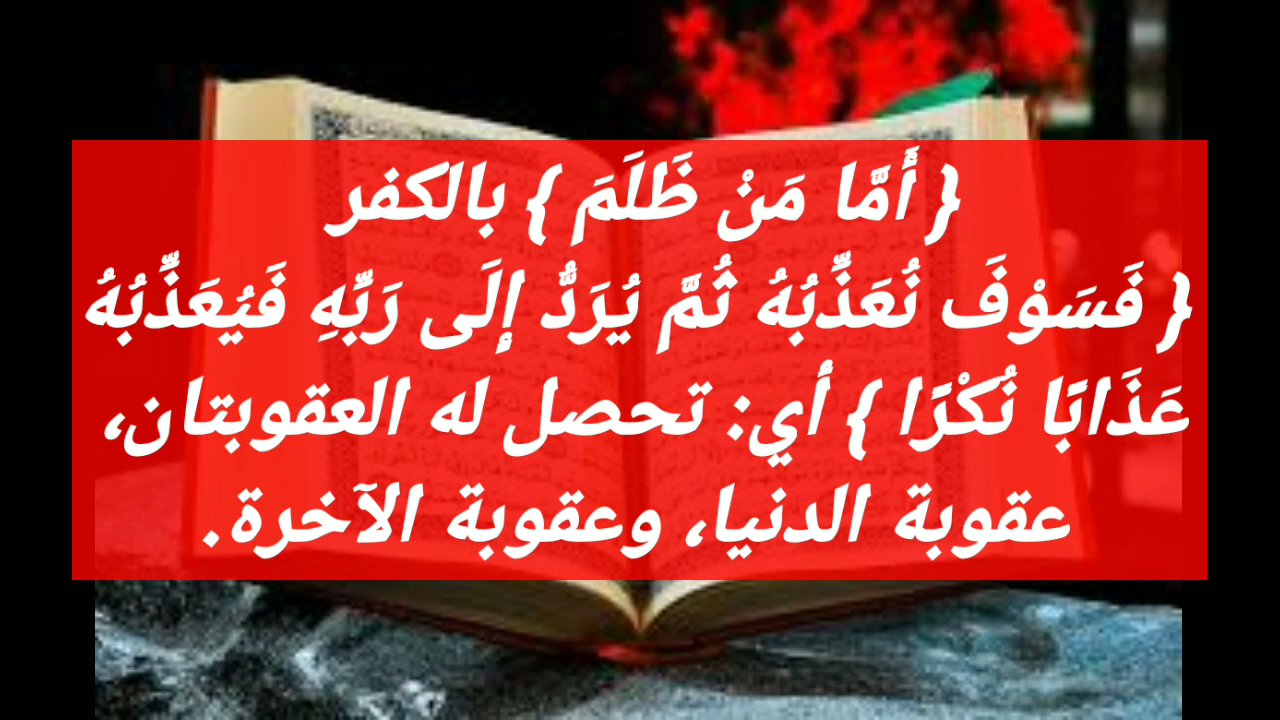 { أَمَّا مَنْ ظَلَمَ } بالكفر
{ فَسَوْفَ نُعَذِّبُهُ ثُمَّ يُرَدُّ إِلَى رَبِّهِ فَيُعَذِّبُهُ
عَذَابًا نُكْرًا } أي: تحصل له العقوبتان،
عقوبة الدنيا، وعقوبة الآخرة.